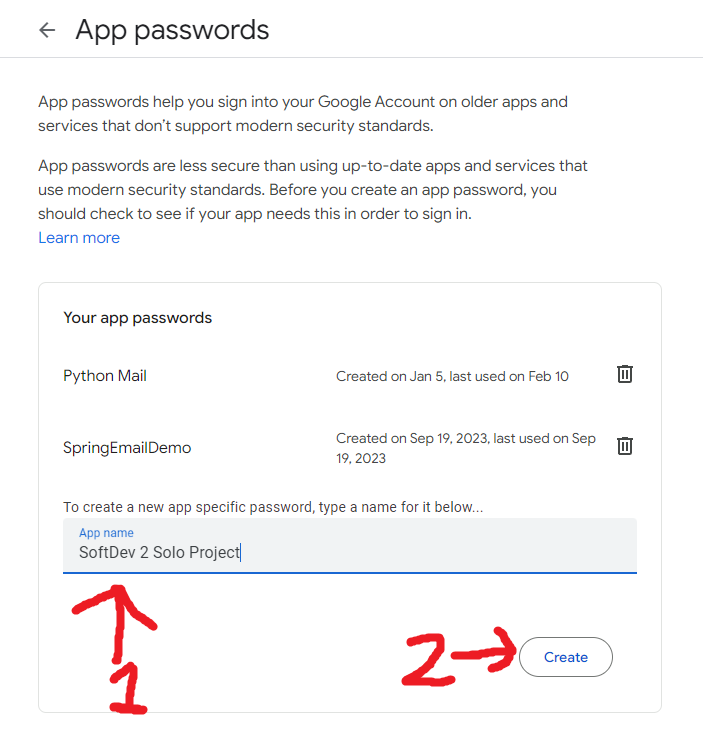 App passwords
App passwords help you sign into your Google Account on older apps and
services that don’t support modern security standards.
App passwords are less secure than using up-to-date apps and services that
use modern security standards. Before you create an app password, you
should check to see if your app needs this in order to sign in.
Learn more
Your app passwords
Python Mail
Created on Jan 5, last used on Feb 10
SpringEmailDemo
Created on Sep 19, 2023, last used on Sep
19, 2023
To create a new app specific password, type a name for it below...
App name
SoftDev 2 Solo Project
1
2
Create